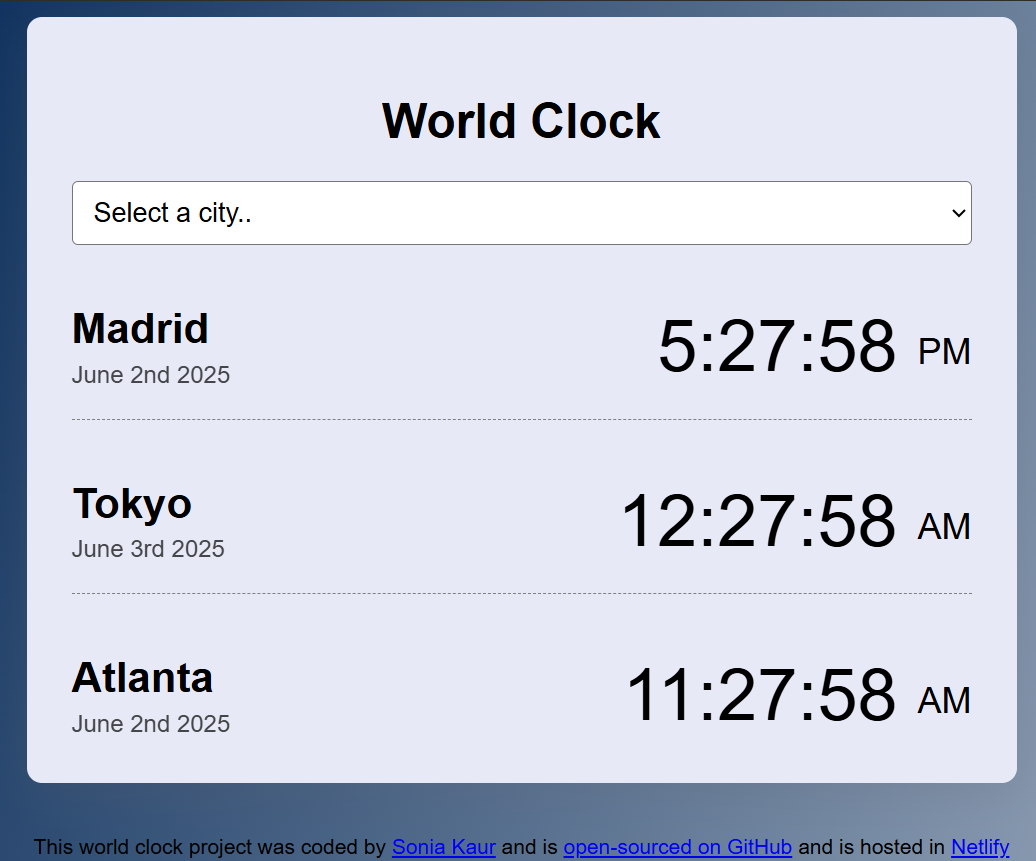 World Clock
Select a city..
Madrid
5:27:58 PM
June 2nd 2025
Tokyo
12:27:58 AM
June 3rd 2025
Atlanta
11:27:58 AM
June 2nd 2025
This world clock project was coded by Sonia Kaur and is open-sourced on GitHub and is hosted in Netlify